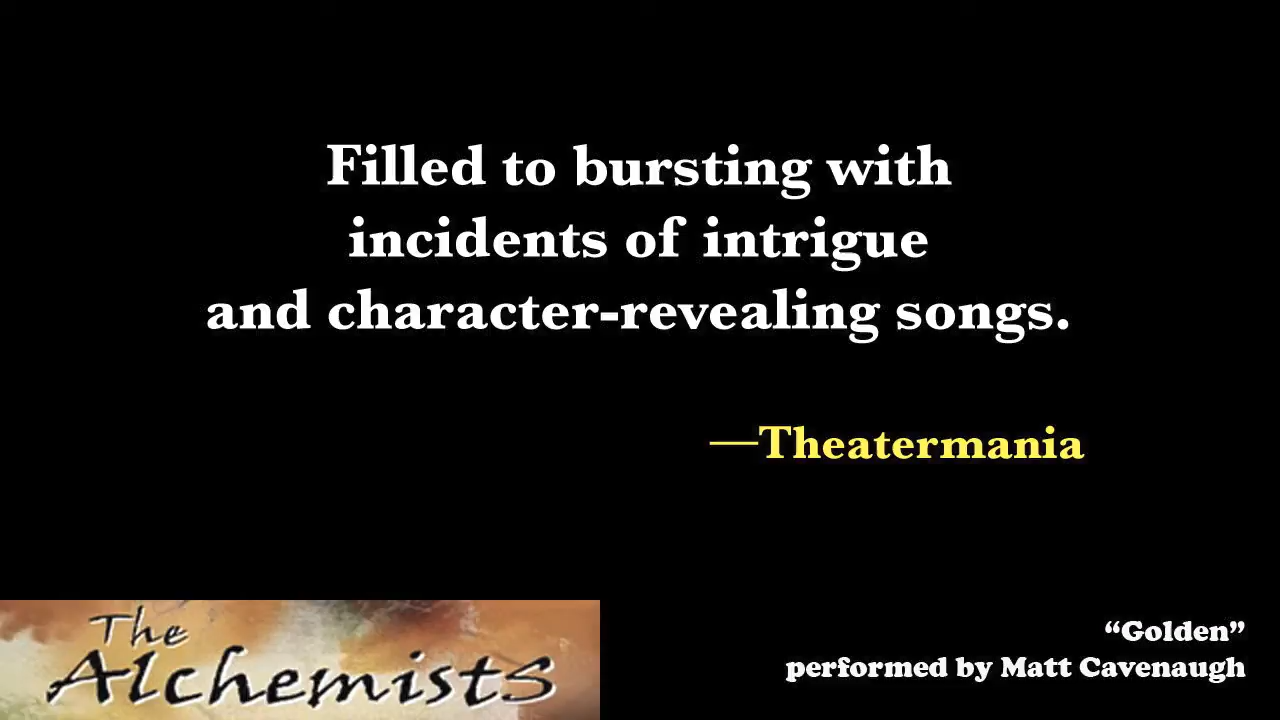 Filled to bursting with
incidents of intrigue
and character-revealing songs.
—Theatermania
The
Alchemists
“Golden”
performed by Matt Cavenaugh